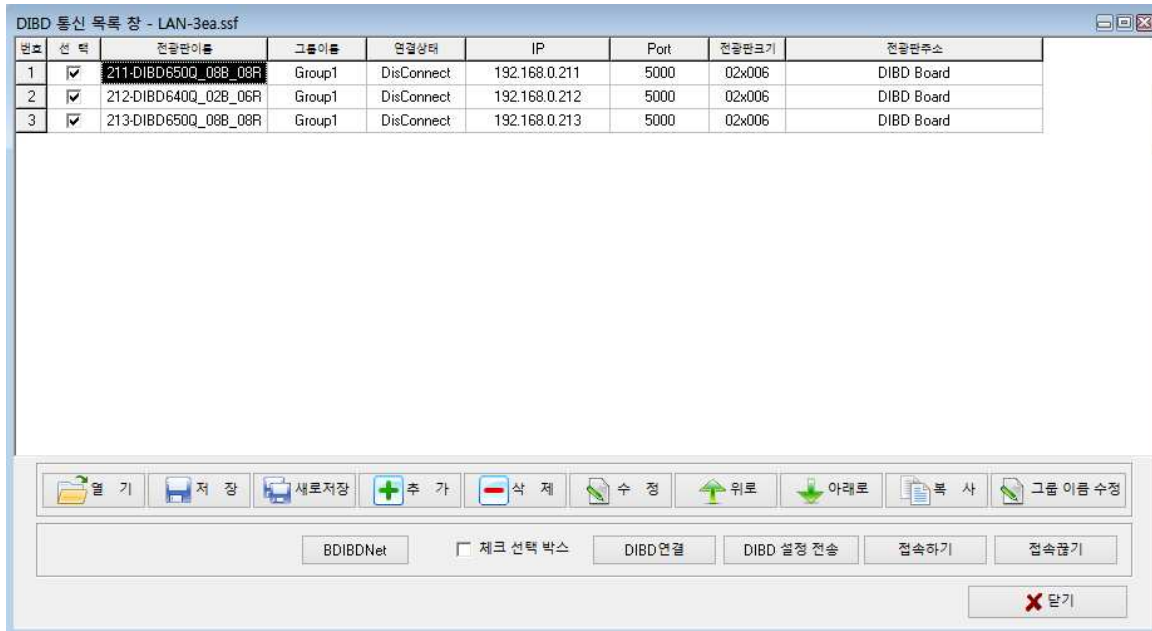 DIBD 통신 목록 창 - LAN-3ea.ssf
번호 선 택 전광판이름 그룹이름 연결상태 IP Port 전광판크기 전광판주소
1 211-DIBD650Q_08B_08R Group1 DisConnect 192.168.0.211 5000 02x006 DIBD Board
2 212-DIBD640Q_02B_06R Group1 DisConnect 192.168.0.212 5000 02x006 DIBD Board
3 213-DIBD650Q_08B_08R Group1 DisConnect 192.168.0.213 5000 02x006 DIBD Board
열 기 저 장 새로저장 추 가 삭 제 수 정 위로 아래로 복 사 그룹 이름 수정
BDIBDNet 체크 선택 박스 DIBD연결 DIBD 설정 전송 접속하기 접속끊기
닫기